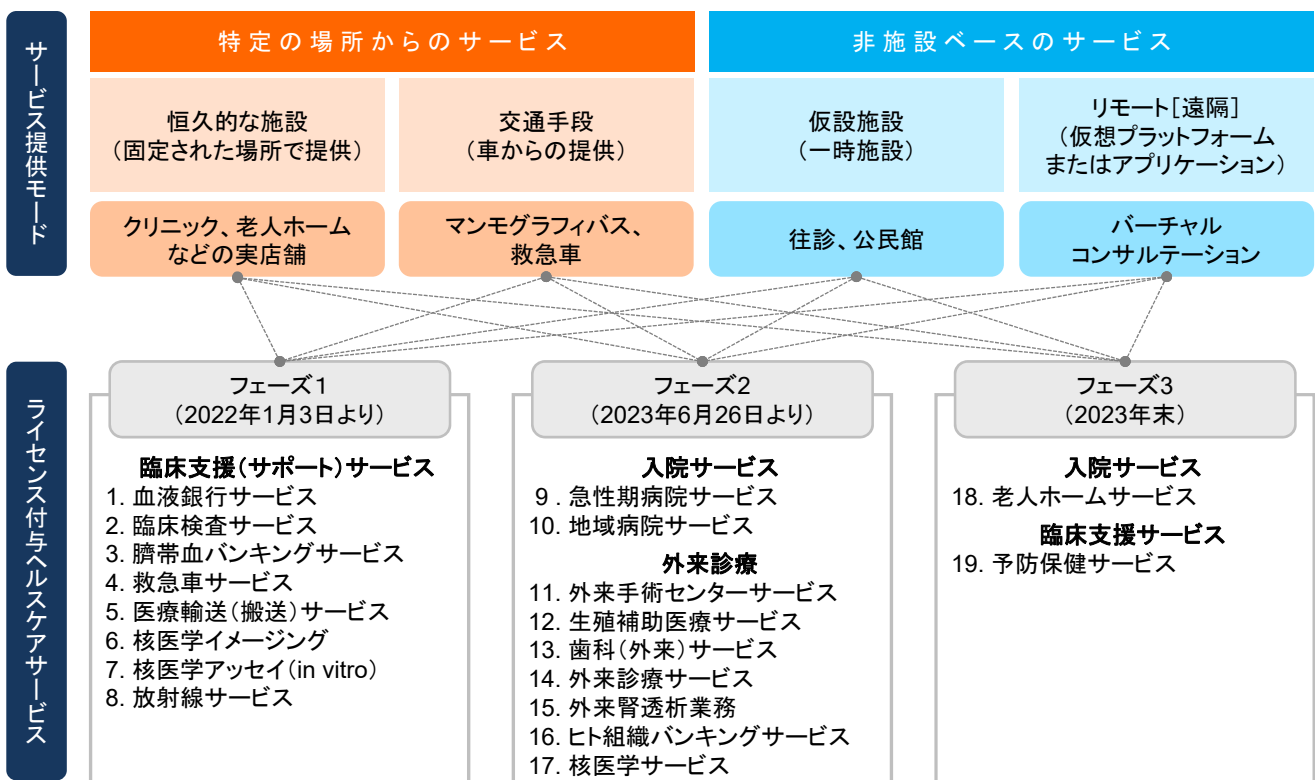 サービス提供モード
特定の場所からのサービス
非施設ベースのサービス
恒久的な施設
（固定された場所で提供）
交通手段
（車からの提供）
仮設施設
（一時施設）
リモート［遠隔］
（仮想プラットフォーム
またはアプリケーション）
クリニック、老人ホーム
などの実店舗
マンモグラフィバス、
救急車
往診、公民館
バーチャル
コンサルテーション
ライセンス付与ヘルスケアサービス
フェーズ1
（2022年1月3日より）
臨床支援（サポート）サービス
1. 血液銀行サービス
2. 臨床検査サービス
3. 臍帯血バンキングサービス
4. 救急車サービス
5. 医療輸送（搬送）サービス
6. 核医学イメージング
7. 核医学アッセイ（in vitro）
8. 放射線サービス
フェーズ2
（2023年6月26日より）
入院サービス
9 . 急性期病院サービス
10. 地域病院サービス
外来診療
11. 外来手術センターサービス
12. 生殖補助医療サービス
13. 歯科（外来）サービス
14. 外来診療サービス
15. 外来腎透析業務
16. ヒト組織バンキングサービス
17. 核医学サービス
フェーズ3
（2023年末）
入院サービス
18. 老人ホームサービス
臨床支援サービス
19. 予防保健サービス